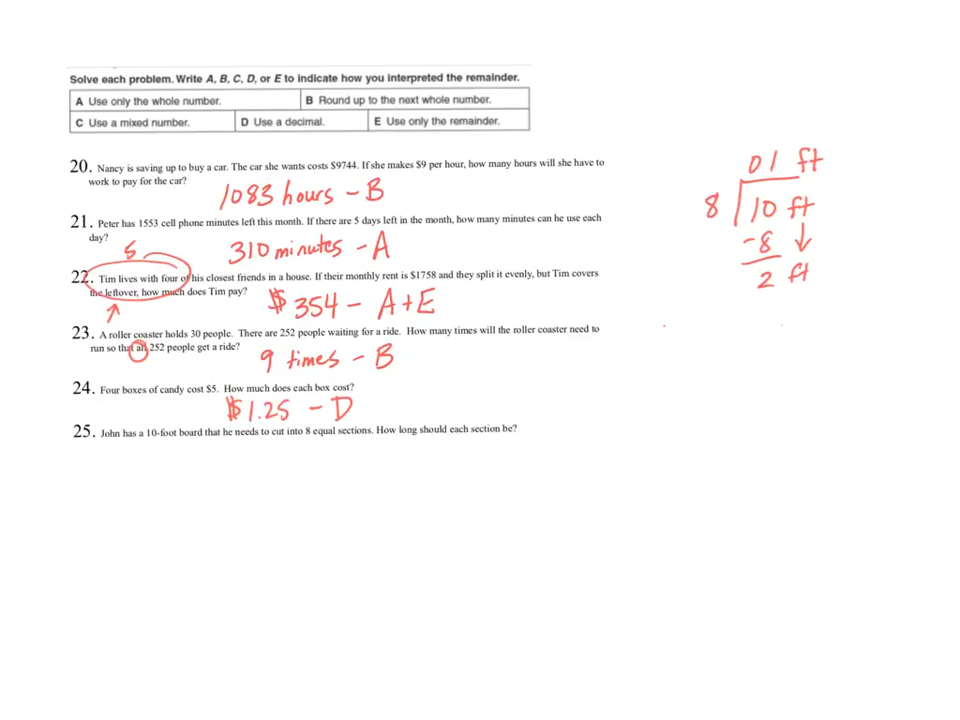 Solve each problem. Write A, B, C, D, or E to indicate how you interpreted the remainder.
A Use only the whole number.
B Round up to the next whole number.
C Use a mixed number.
D Use a decimal.
E Use only the remainder.
20. Nancy is saving up to buy a car. The car she wants costs $9744. If she makes $9 per hour, how many hours will she have to
work to pay for the car?
1083 hours - B
21. Peter has 1553 cell phone minutes left this month. If there are 5 days left in the month, how many minutes can he use each
day?
310 minutes - A
5
22. Tim lives with four of his closest friends in a house. If their monthly rent is $1758 and they split it evenly, but Tim covers
the leftover, how much does Tim pay?
$354 - A+E
23. A roller coaster holds 30 people. There are 252 people waiting for a ride. How many times will the roller coaster need to
run so that all 252 people get a ride?
9 times - B
24. Four boxes of candy cost $5. How much does each box cost?
$1.25 - D
25. John has a 10-foot board that he needs to cut into 8 equal sections. How long should each section be?
01 ft
8 10 ft
-8
2 ft